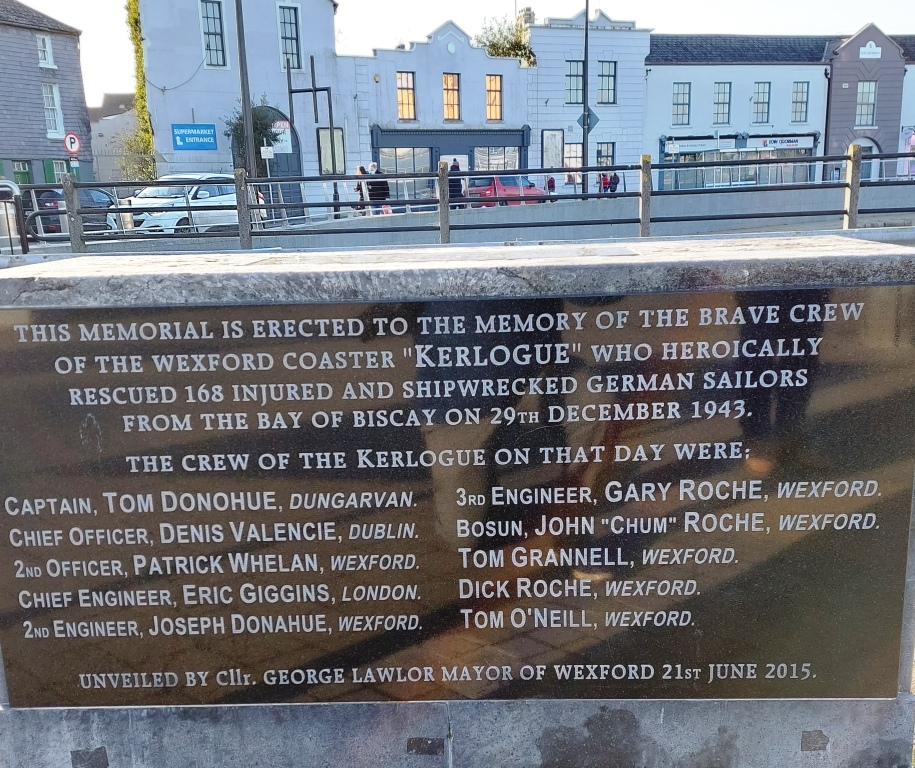 SUPERMARKET
ENTRANCE
P
THIS MEMORIAL IS ERECTED TO THE MEMORY OF THE BRAVE CREW
OF THE WEXFORD COASTER "KERLOGUE" WHO HEROICALLY
RESCUED 168 INJURED AND SHIPWRECKED GERMAN SAILORS
FROM THE BAY OF BISCAY ON 29TH DECEMBER 1943.
THE CREW OF THE KERLOGUE ON THAT DAY WERE;
CAPTAIN, TOM DONOHUE, DUNGARVAN.
CHIEF OFFICER, DENIS VALENCIE, DUBLIN.
2ND OFFICER, PATRICK WHELAN, WEXFORD.
CHIEF ENGINEER, ERIC GIGGINS, LONDON.
2ND ENGINEER, JOSEPH DONAHUE, WEXFORD.
3RD ENGINEER, GARY ROCHE, WEXFORD.
BOSUN, JOHN "CHUM" ROCHE, WEXFORD.
TOM GRANNELL, WEXFORD.
DICK ROCHE, WEXFORD.
TOM O'NEILL, WEXFORD.
UNVEILED BY Cllr. GEORGE LAWLOR MAYOR OF WEXFORD 21ST JUNE 2015.